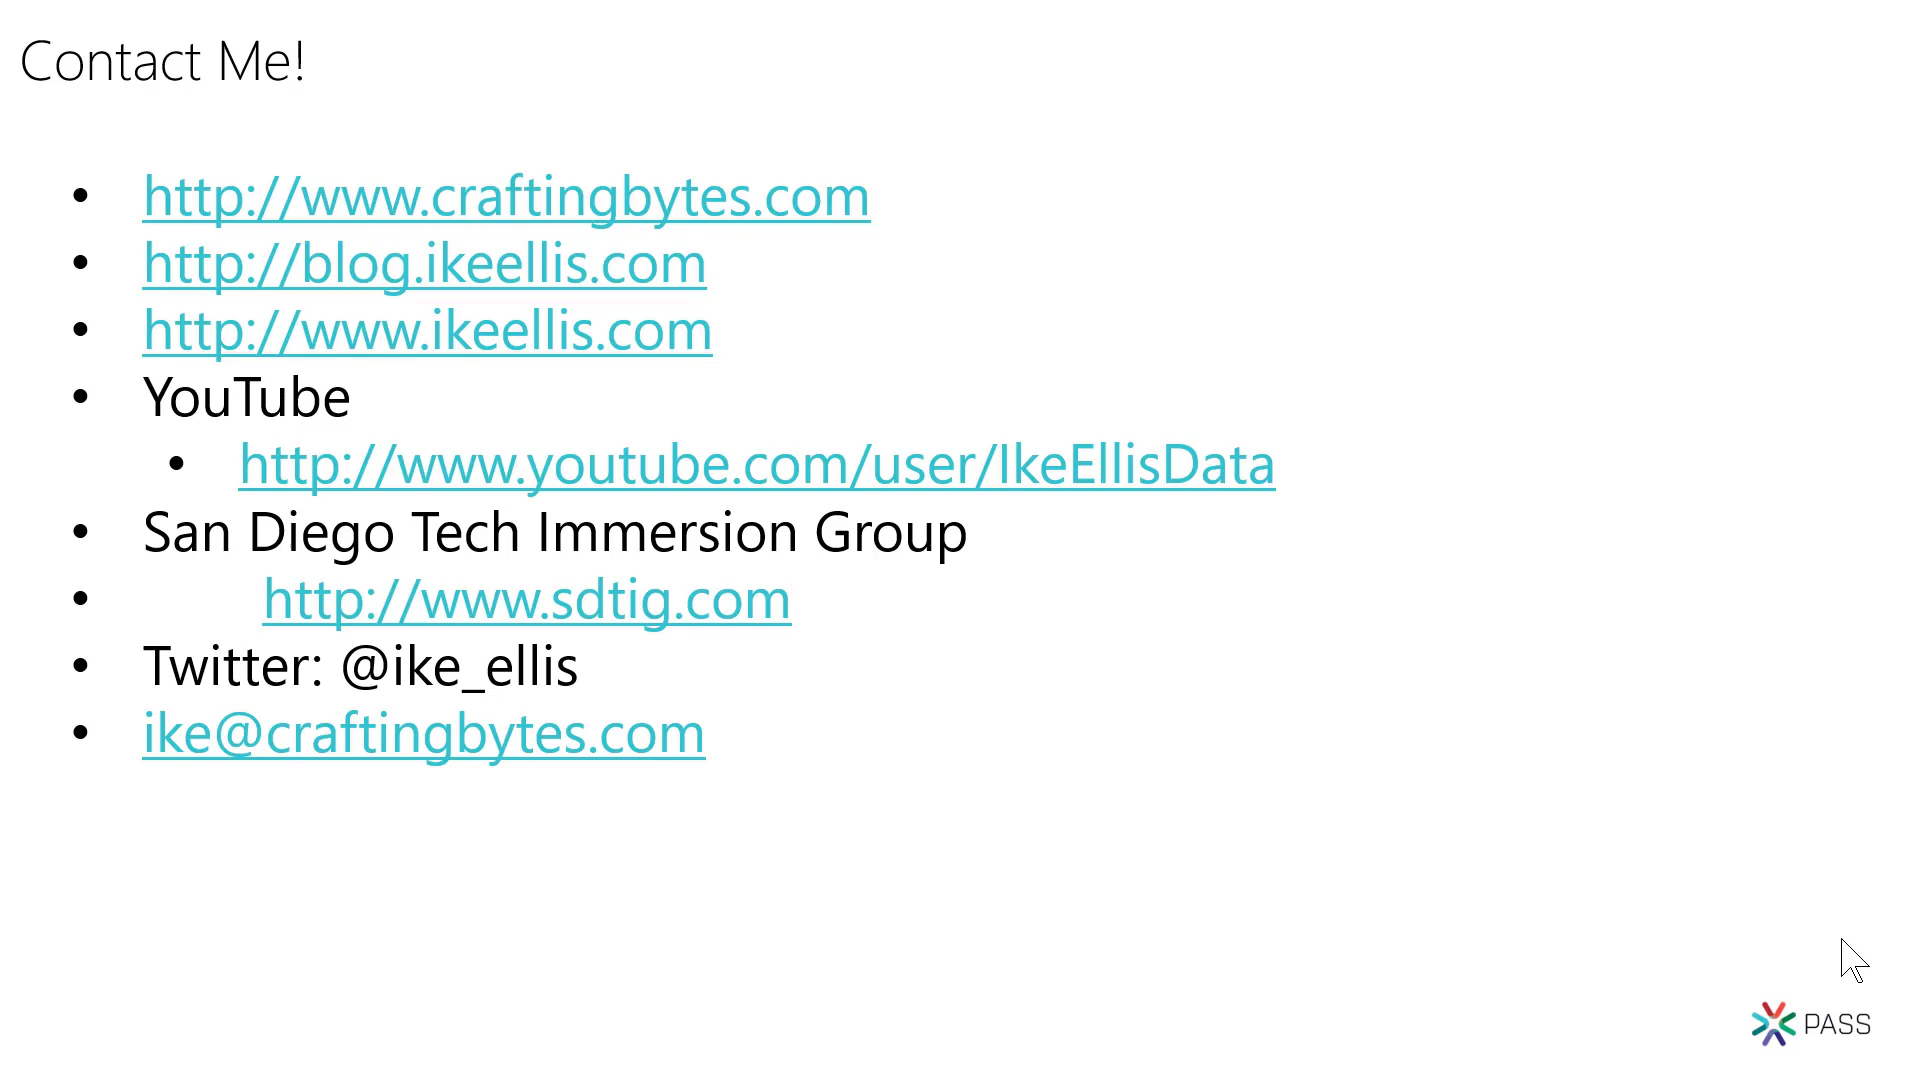 Contact Me!
• http://www.craftingbytes.com
• http://blog.ikeellis.com
• http://www.ikeellis.com
• YouTube
• http://www.youtube.com/user/IkeEllisData
• San Diego Tech Immersion Group
• http://www.sdtig.com
• Twitter: @ike_ellis
• ike@craftingbytes.com
PASS